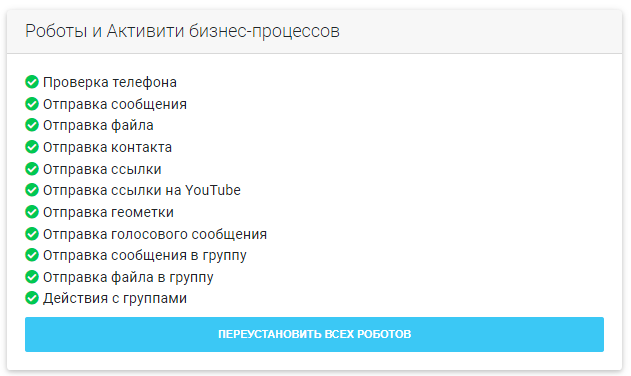 Роботы и Активити бизнес-процессов
Проверка телефона
Отправка сообщения
Отправка файла
Отправка контакта
Отправка ссылки
Отправка ссылки на YouTube
Отправка геометки
Отправка голосового сообщения
Отправка сообщения в группу
Отправка файла в группу
Действия с группами
ПЕРЕУСТАНОВИТЬ ВСЕХ РОБОТОВ